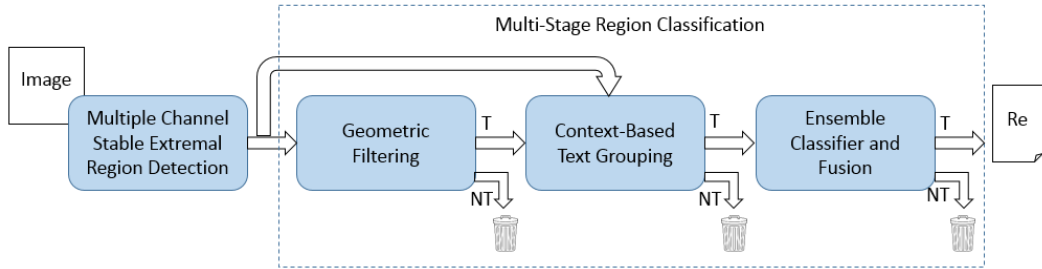 Multi-Stage Region Classification
Image
Multiple Channel
Stable Extremal
Region Detection
Geometric
Filtering
T
NT
Context-Based
Text Grouping
T
NT
Ensemble
Classifier and
Fusion
T
NT
Re